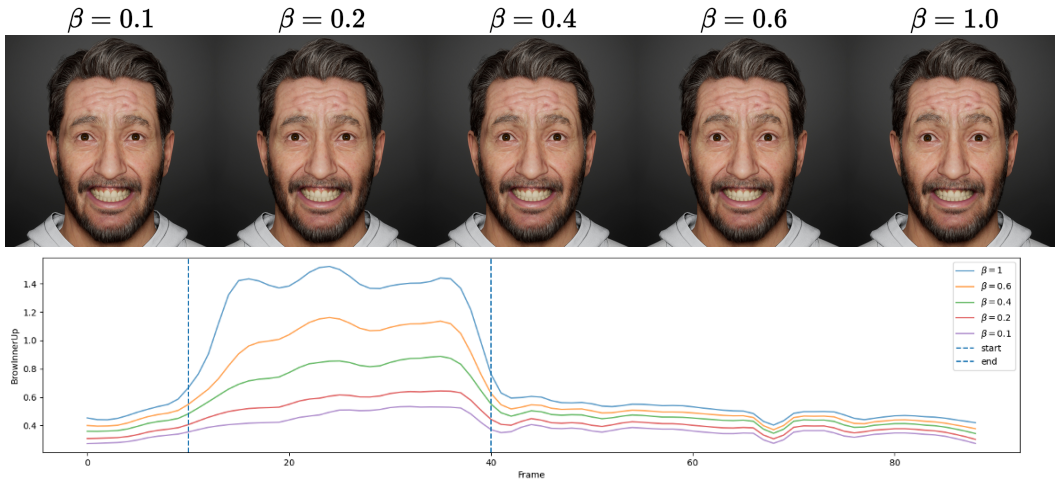 β = 0.1 β = 0.2 β = 0.4 β = 0.6 β = 1.0
1.4
1.2
1.0
0.8
0.6
0.4
BrowInnerUp
β = 1
β = 0.6
β = 0.4
β = 0.2
β = 0.1
start
end
0 20 40 60 80
Frame